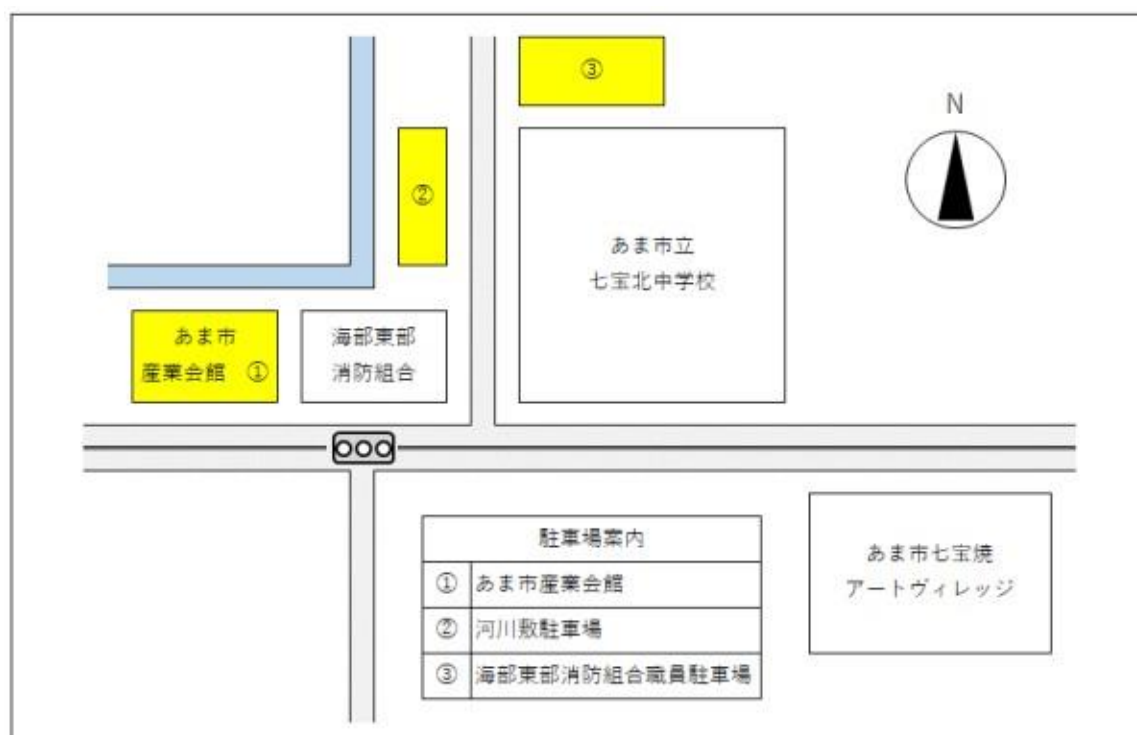 ③
N
②
あま市立
七宝北中学校
あま市
産業会館 ①
海部東部
消防組合
駐車場案内
① あま市産業会館
② 河川敷駐車場
③ 海部東部消防組合職員駐車場
あま市七宝焼
アートヴィレッジ